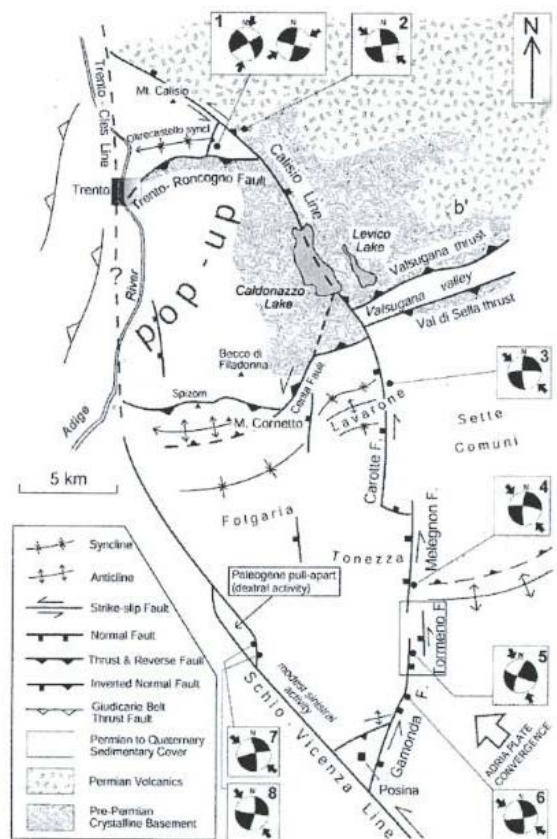 1
2
N
N
N
N
Mt. Calisio
Trento - Cles Line
Oltrecastello syncl.
Trento
Trento- Roncogno Fault
Calisio Line
pop - up
?
River
Adige
b'
Levico
Lake
Caldonazzo
Lake
Valsugana thrust
Valsugana valley
Val di Sella thrust
Becco di
Filadonna
Spizom
M. Cornetto
Centa Fault
Lavarone
N
3
Sette
Comuni
5 km
Carotte F.
Folgaria
N
4
Tonezza
Melegnon F.
Paleogene pull-apart
(dextral activity)
Tormeno F.
N
5
modest sinistral
activity
Schio - Vicenza Line
Gamonda F.
ADRIA PLATE
CONVERGENCE
Posina
N
7
N
8
N
6
Syncline
Anticline
Strike-slip Fault
Normal Fault
Thrust & Reverse Fault
Inverted Normal Fault
Giudicarie Belt
Thrust Fault
Permian to Quaternary
Sedimentary Cover
Permian Volcanics
Pre-Permian
Crystalline Basement